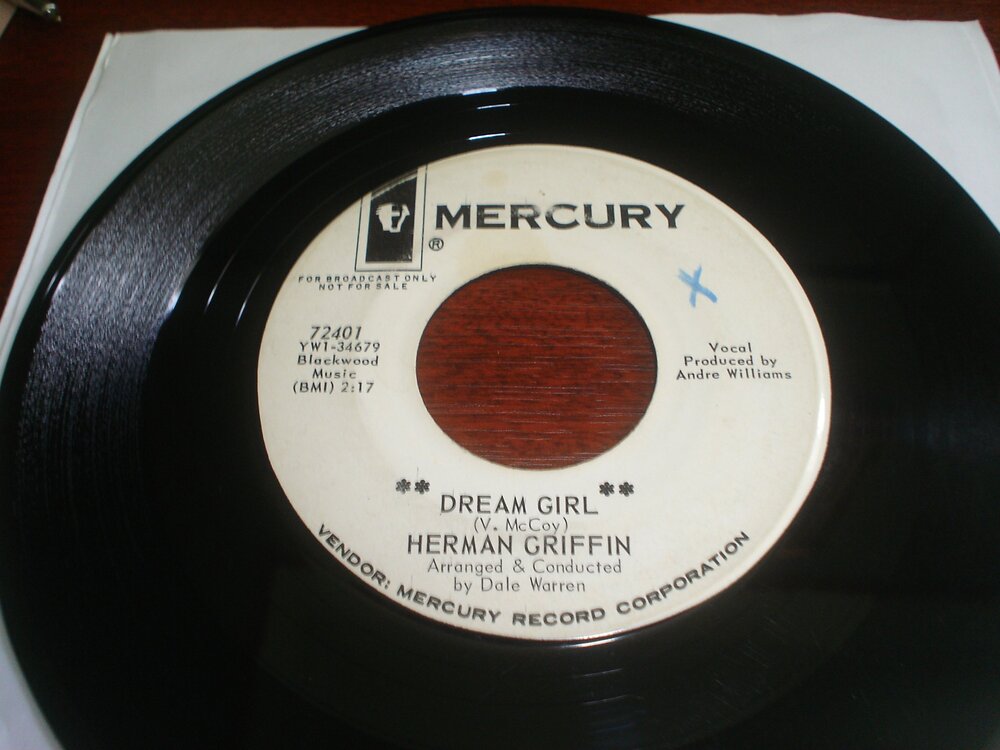 MERCURY
®
FOR BROADCAST ONLY
NOT FOR SALE
72401
YW1-34679
Blackwood
Music
(BMI) 2:17
X
Vocal
Produced by
Andre Williams
** DREAM GIRL **
(V. McCoy)
HERMAN GRIFFIN
Arranged & Conducted
by Dale Warren
VENDOR: MERCURY RECORD CORPORATION